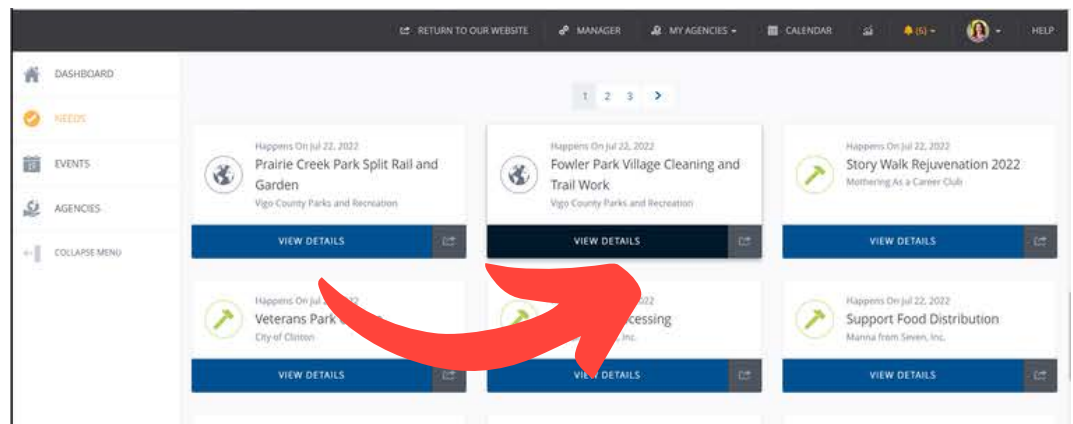 RETURN TO OUR WEBSITE MANAGER MY AGENCIES CALENDAR (6) HELP
DASHBOARD
NEEDS
EVENTS
AGENCIES
COLLAPSE MENU
1 2 3
Happens On Jul 22, 2022
Prairie Creek Park Split Rail and
Garden
Vigo County Parks and Recreation
VIEW DETAILS
Happens On Jul 22, 2022
Fowler Park Village Cleaning and
Trail Work
Vigo County Parks and Recreation
VIEW DETAILS
Happens On Jul 22, 2022
Story Walk Rejuvenation 2022
Mothering As a Career Club
VIEW DETAILS
Happens On Jul
Veterans Park
City of Clinton
VIEW DETAILS
2022
cessing
Inc.
VIEW DETAILS
Happens On Jul 22, 2022
Support Food Distribution
Manna from Seven, Inc.
VIEW DETAILS